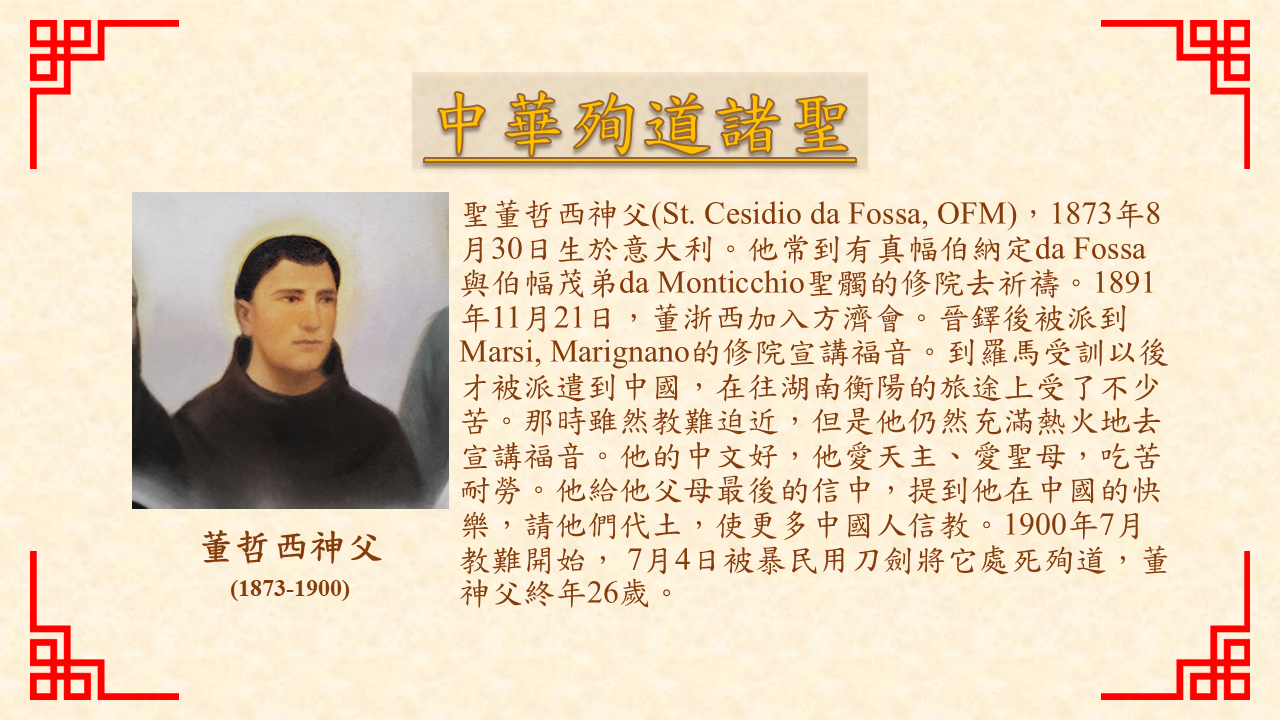 中華殉道諸聖
聖董哲西神父(St. Cesidio da Fossa, OFM)，1873年8
月30日生於意大利。他常到有真幅伯納定da Fossa
與伯幅茂弟da Monticchio聖髑的修院去祈禱。1891
年11月21日，董浙西加入方濟會。晉鐸後被派到
Marsi, Marignano的修院宣講福音。到羅馬受訓以後
才被派遣到中國，在往湖南衡陽的旅途上受了不少
苦。那時雖然教難迫近，但是他仍然充滿熱火地去
宣講福音。他的中文好，他愛天主、愛聖母，吃苦
耐勞。他給他父母最後的信中，提到他在中國的快
樂，請他們代土，使更多中國人信教。1900年7月
教難開始， 7月4日被暴民用刀劍將它處死殉道，董
神父終年26歲。
董哲西神父
(1873-1900)